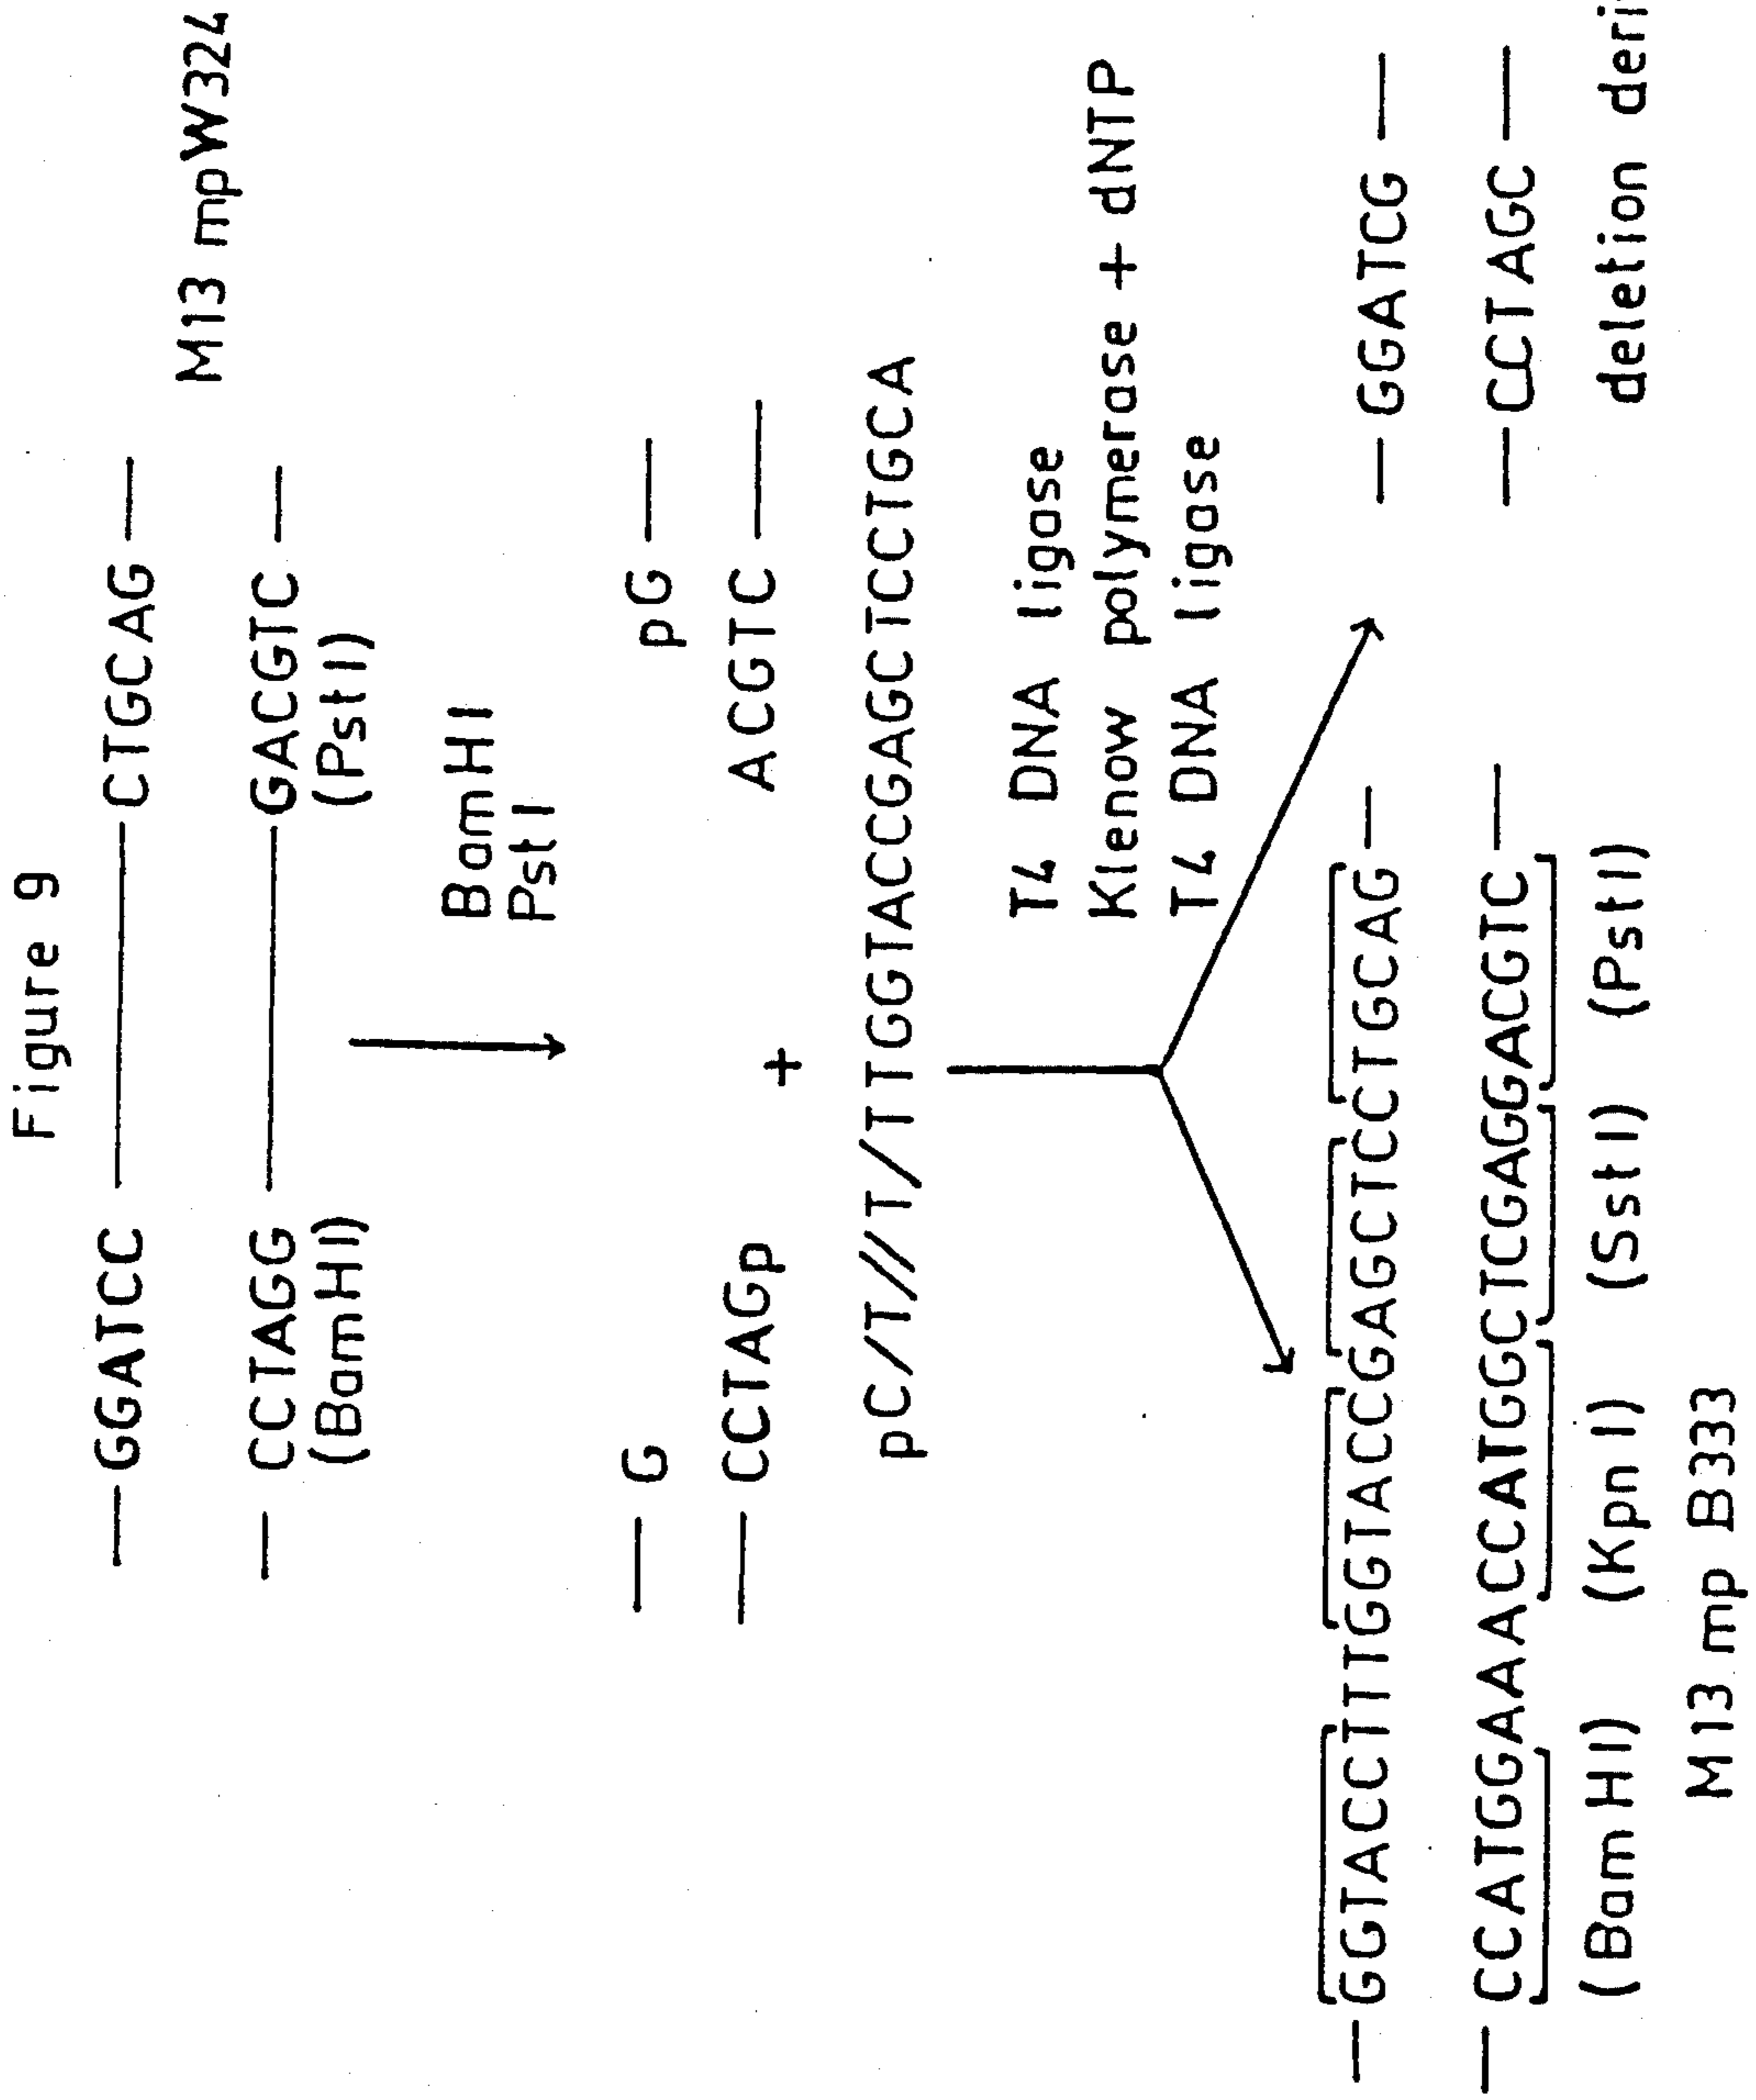 Figure 9
— GGATCC ——— CTGCAG —
— CCTAGG ——— GACGTC —
(BamHI) (PstI)
M13 mpW324
BamHI
PstI
— G pG —
— CCTAGp ACGTC —
+
pC/T//T/TTGGTACCGAGCTCCTGCA
T4 DNA ligase
Klenow polymerase + dNTP
T4 DNA ligase
—GGTACCTTTGGTACCGAGCTCCTGCAG —
— CCATGGAAACCATGGCTCGAGGACGTC —
(BamHI) (KpnI) (SstI) (PstI)
M13 mp B333
— GGATCG —
— CCTAGC —
deletion